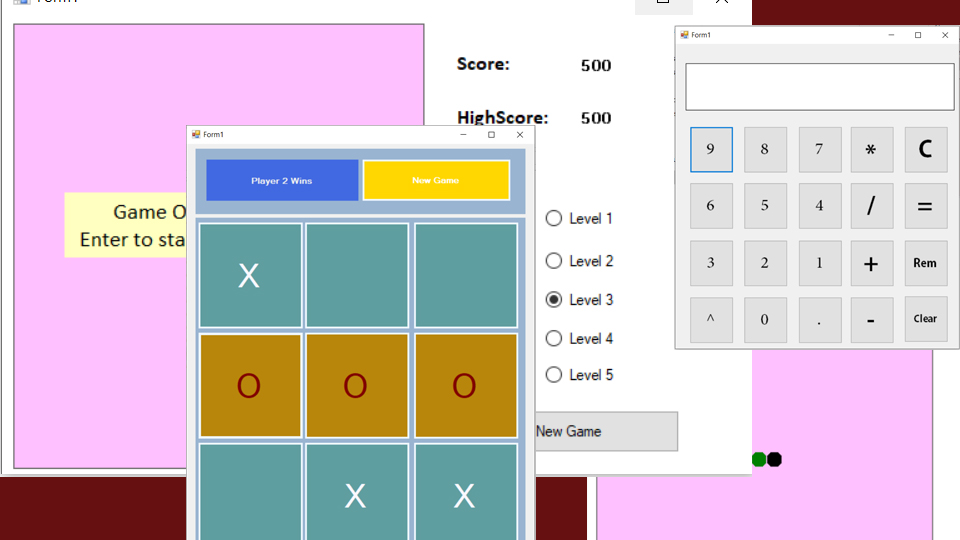 Score: 500
HighScore: 500
Game O
Enter to sta
Level 1
Level 2
Level 3
Level 4
Level 5
New Game
Form1
Player 2 Wins New Game
X
O O O
X X
Form1
9 8 7 * C
6 5 4 / =
3 2 1 + Rem
^ 0 . - Clear